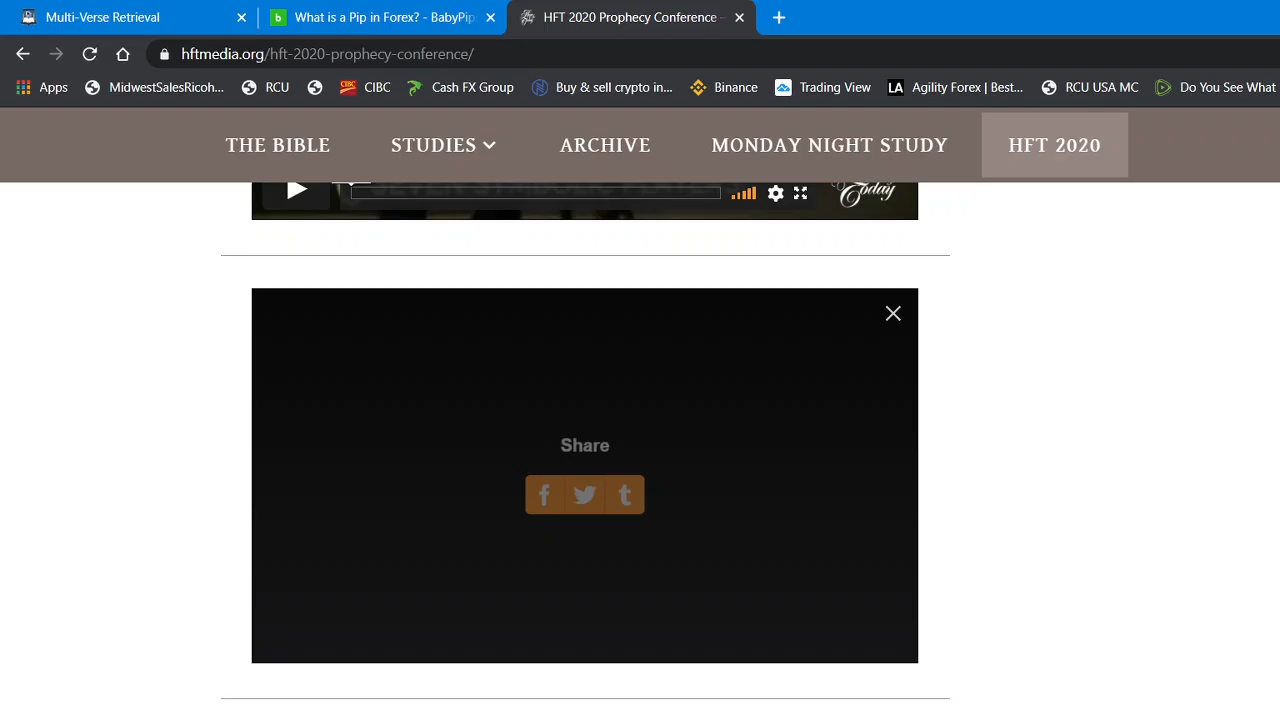 Multi-Verse Retrieval
What is a Pip in Forex? - BabyPip
HFT 2020 Prophecy Conference -
hftmedia.org/hft-2020-prophecy-conference/
Apps MidwestSalesRicoh... RCU CIBC Cash FX Group Buy & sell crypto in... Binance Trading View LA Agility Forex | Best... RCU USA MC Do You See What
THE BIBLE STUDIES ARCHIVE MONDAY NIGHT STUDY HFT 2020
Today
Share